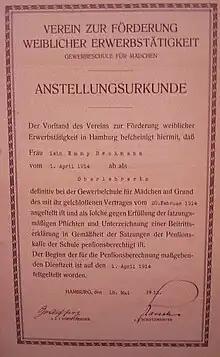 VEREIN ZUR FÖRDERUNG
WEIBLICHER ERWERBSTÄTIGKEIT
GEWERBESCHULE FÜR MÄDCHEN
ANSTELLUNGSURKUNDE
Der Vorstand des Vereins zur Förderung weiblicher
Erwerbstätigkeit in Hamburg bescheinigt hiermit, daß
Frau lein Emmy Beckmann
vom 1. April 1914 ab als
Oberlehrerin
definitiv bei der Gewerbeschule für Mädchen auf Grund
des mit ihr geschlossenen Vertrages vom 20.Februar 1914
angestellt ist und als solche gegen Erfüllung der satzungs-
mäßigen Pflichten und Unterzeichnung einer Beitritts-
erklärung in Gemäßheit der Satzungen der Pensions-
kasse der Schule pensionsberechtigt ist.
Der Beginn der für die Pensionsberechnung maßgeben-
den Dienstzeit ist auf den 1. April 1914
festgestellt worden.
HAMBURG, den Mai